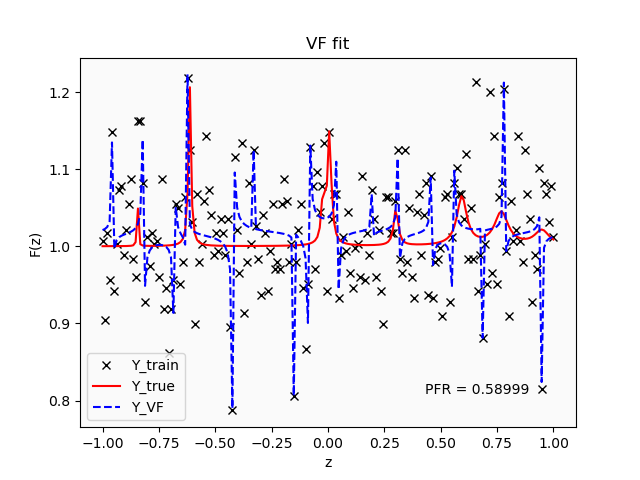 VF fit
F(z)
1.2
1.1
1.0
0.9
0.8
Y_train
Y_true
Y_VF
PFR = 0.58999
−1.00 −0.75 −0.50 −0.25 0.00 0.25 0.50 0.75 1.00
z